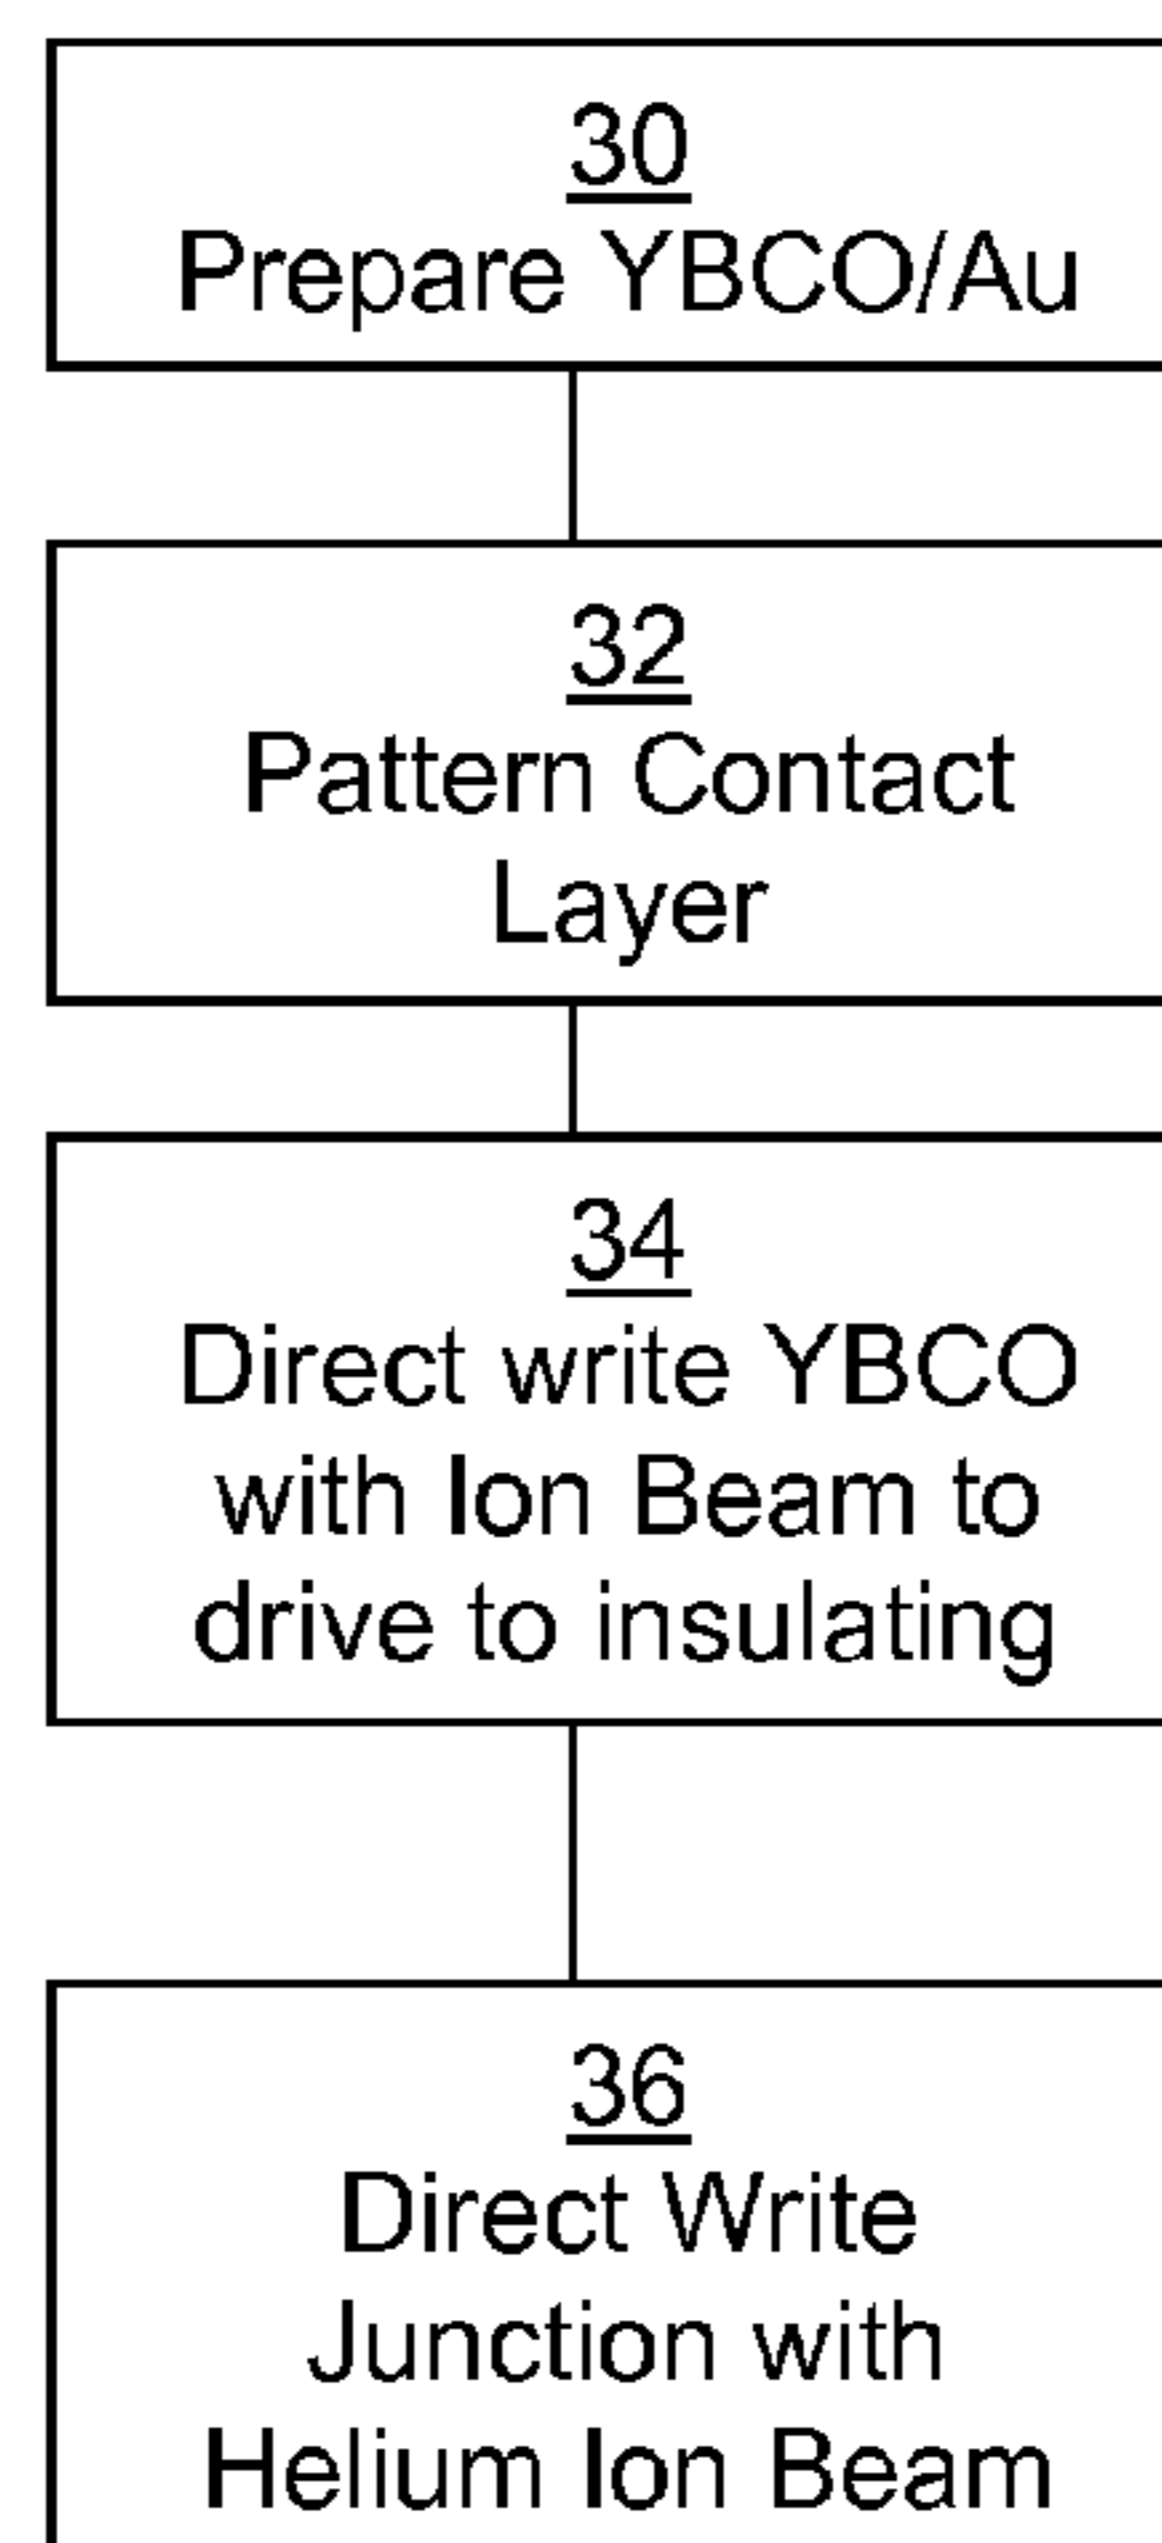 30
Prepare YBCO/Au
32
Pattern Contact
Layer
34
Direct write YBCO
with Ion Beam to
drive to insulating
36
Direct Write
Junction with
Helium Ion Beam